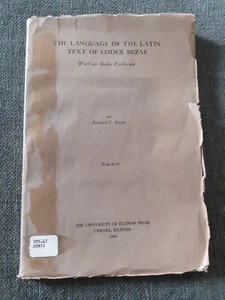 THE LANGUAGE OF THE LATIN
TEXT OF CODEX BEZAE
With an Index Verborum
BY
THE UNIVERSITY OF ILLINOIS PRESS
URBANA, ILLINOIS